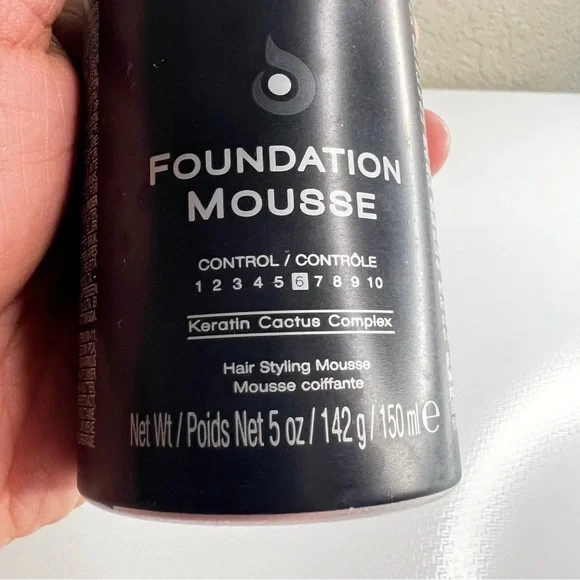 FOUNDATION
MOUSSE
CONTROL / CONTRÔLE
1 2 3 4 5 6 7 8 9 10
Keratin Cactus Complex
Hair Styling Mousse
Mousse coiffante
Net Wt / Poids Net 5 oz / 142 g / 150 ml ℮